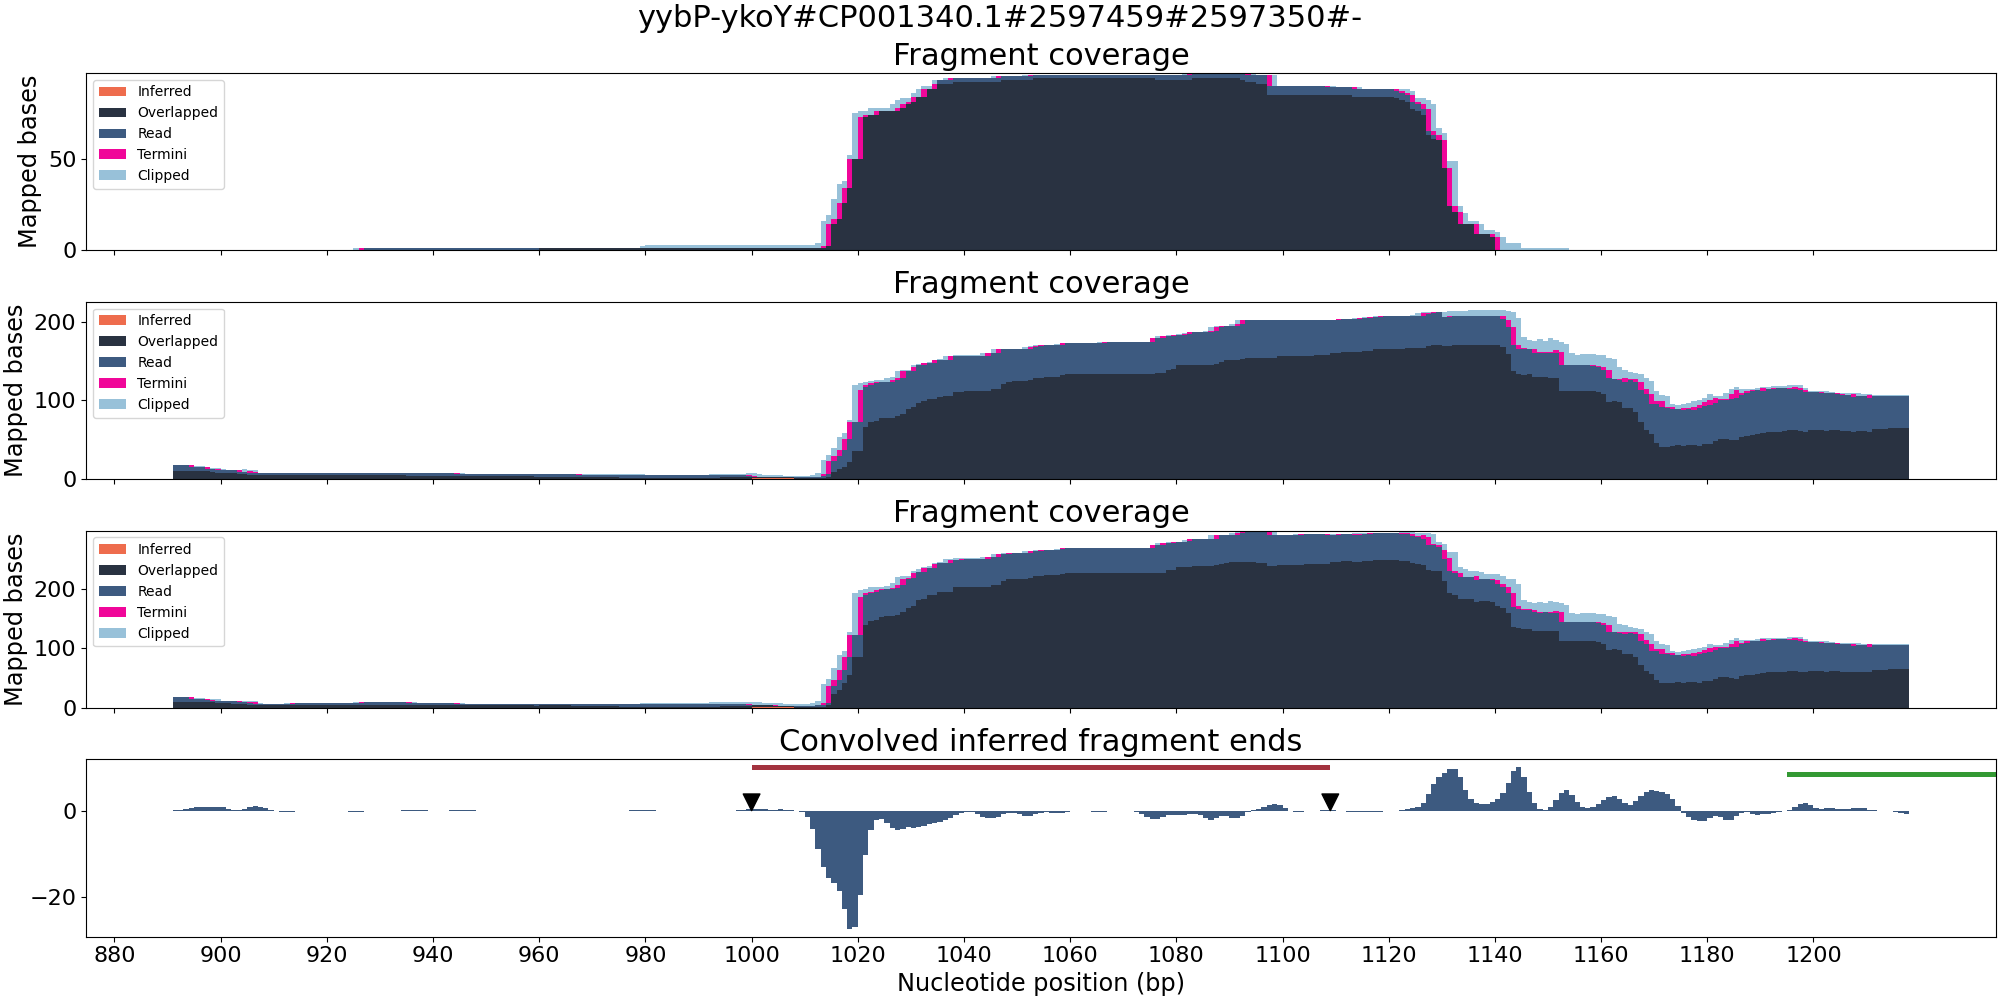 yybP-ykoY#CP001340.1#2597459#2597350#-
Fragment coverage
Mapped bases
50
0
Inferred
Overlapped
Read
Termini
Clipped
Fragment coverage
Mapped bases
200
100
0
Inferred
Overlapped
Read
Termini
Clipped
Fragment coverage
Mapped bases
200
100
0
Inferred
Overlapped
Read
Termini
Clipped
Convolved inferred fragment ends
0
−20
880 900 920 940 960 980 1000 1020 1040 1060 1080 1100 1120 1140 1160 1180 1200
Nucleotide position (bp)